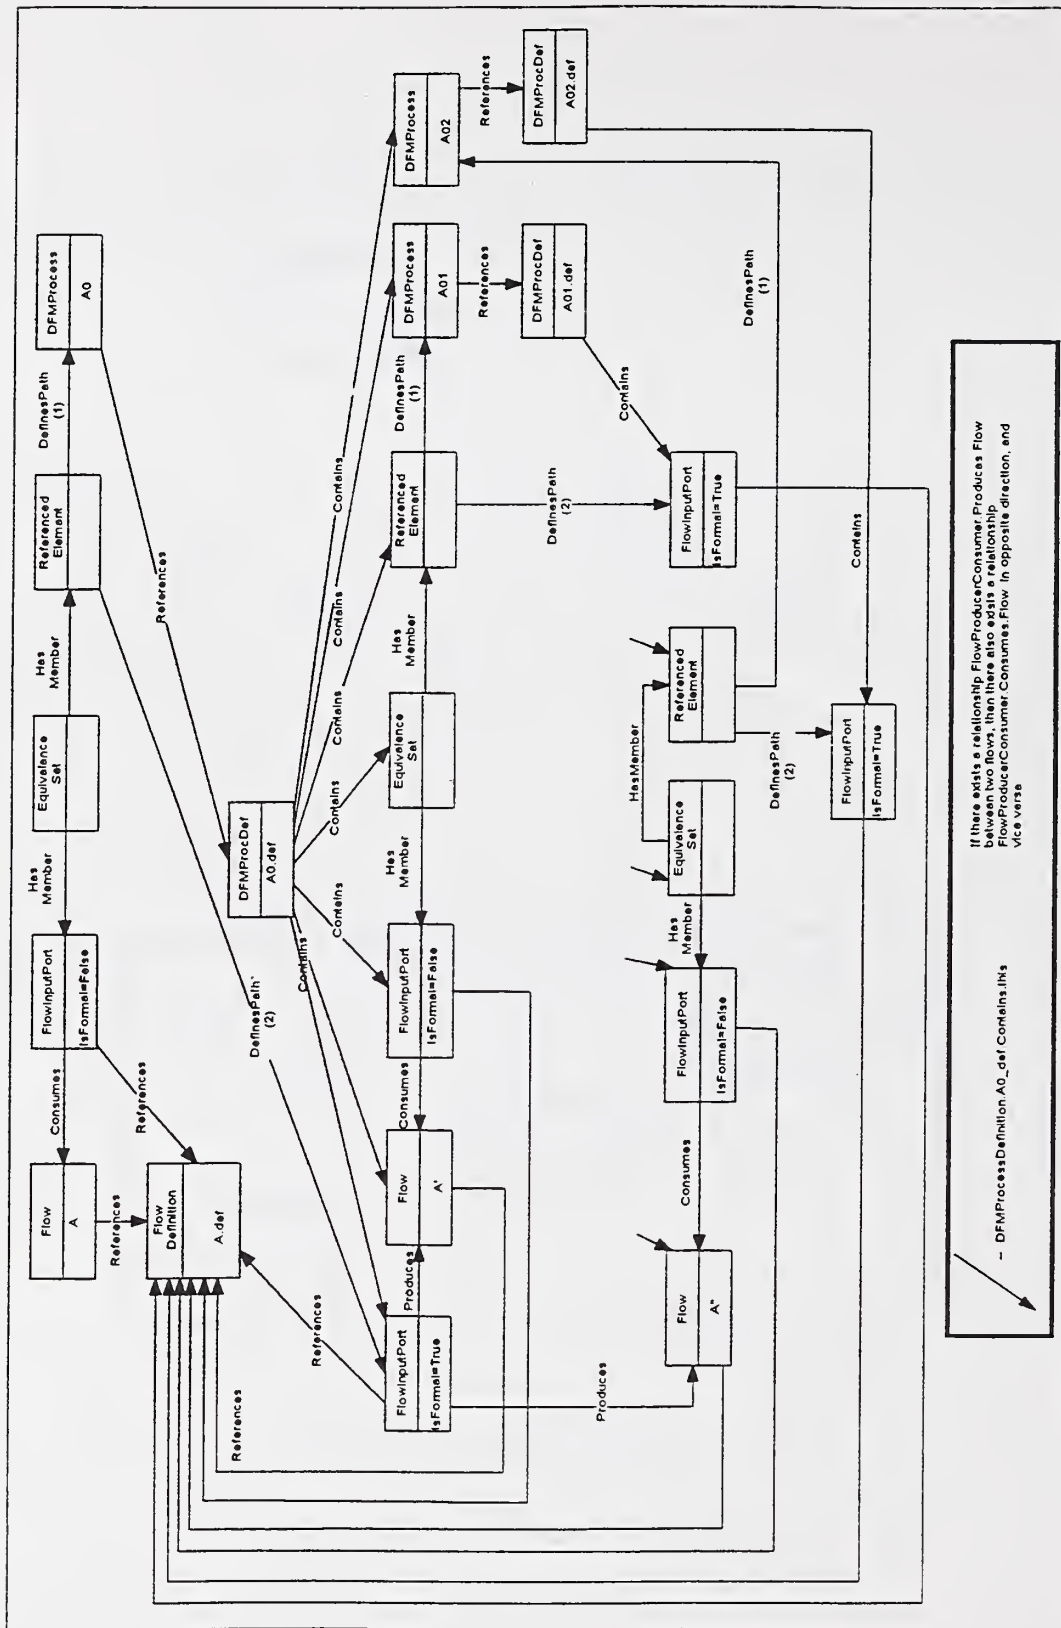 Flow
A
Consumes
FlowInputPort
IsFormal=False
Has
Member
Equivalence
Set
Has
Member
Referenced
Element
DefinesPath
(1)
DFMProcess
A0
References
References
References
Flow
Definition
A.def
DFMProcDef
A0.def
References
References
DefinesPath
(2)
Contains
Contains
Contains
Contains
Contains
Contains
FlowInputPort
IsFormal=True
Produces
Flow
A'
Consumes
FlowInputPort
IsFormal=False
Has
Member
Equivalence
Set
Has
Member
Referenced
Element
DefinesPath
(1)
DFMProcess
A01
DFMProcess
A02
References
References
DFMProcDef
A01.def
DFMProcDef
A02.def
Produces
DefinesPath
(2)
Contains
Flow
A"
Consumes
FlowInputPort
IsFormal=False
Has
Member
Equivalence
Set
HasMember
Referenced
Element
FlowInputPort
IsFormal=True
DefinesPath
(1)
DefinesPath
(2)
FlowInputPort
IsFormal=True
Contains
-- DFMProcessDefinition.A0_def Contains.this
If there exists a relationship FlowProducerConsumer.Produces Flow
between two flows, then there also exists a relationship
FlowProducerConsumer.Consumes.Flow in opposite direction, and
vice versa